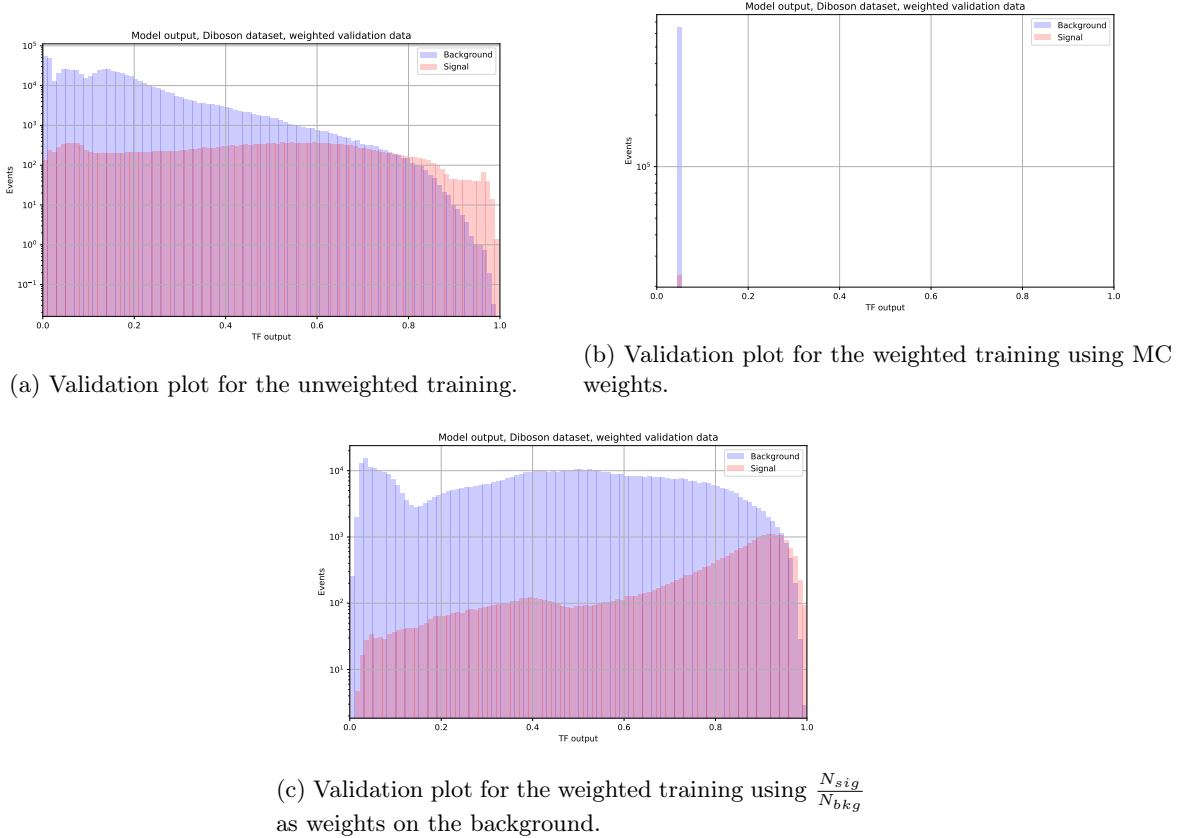 Model output, Diboson dataset, weighted validation data
Background
Signal
10^5
10^4
10^3
10^2
10^1
10^0
10^-1
Events
0.0 0.2 0.4 0.6 0.8 1.0
TF output
(a) Validation plot for the unweighted training.
Model output, Diboson dataset, weighted validation data
Background
Signal
10^5
Events
0.0 0.2 0.4 0.6 0.8 1.0
TF output
(b) Validation plot for the weighted training using MC
weights.
Model output, Diboson dataset, weighted validation data
Background
Signal
10^4
10^3
10^2
10^1
Events
0.0 0.2 0.4 0.6 0.8 1.0
TF output
(c) Validation plot for the weighted training using N_sig/N_bkg
as weights on the background.